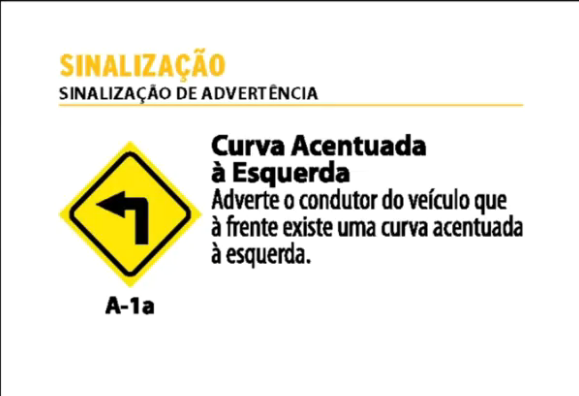 SINALIZAÇÃO
SINALIZAÇÃO DE ADVERTÊNCIA
Curva Acentuada
à Esquerda
Adverte o condutor do veículo que
à frente existe uma curva acentuada
à esquerda.
A-1a